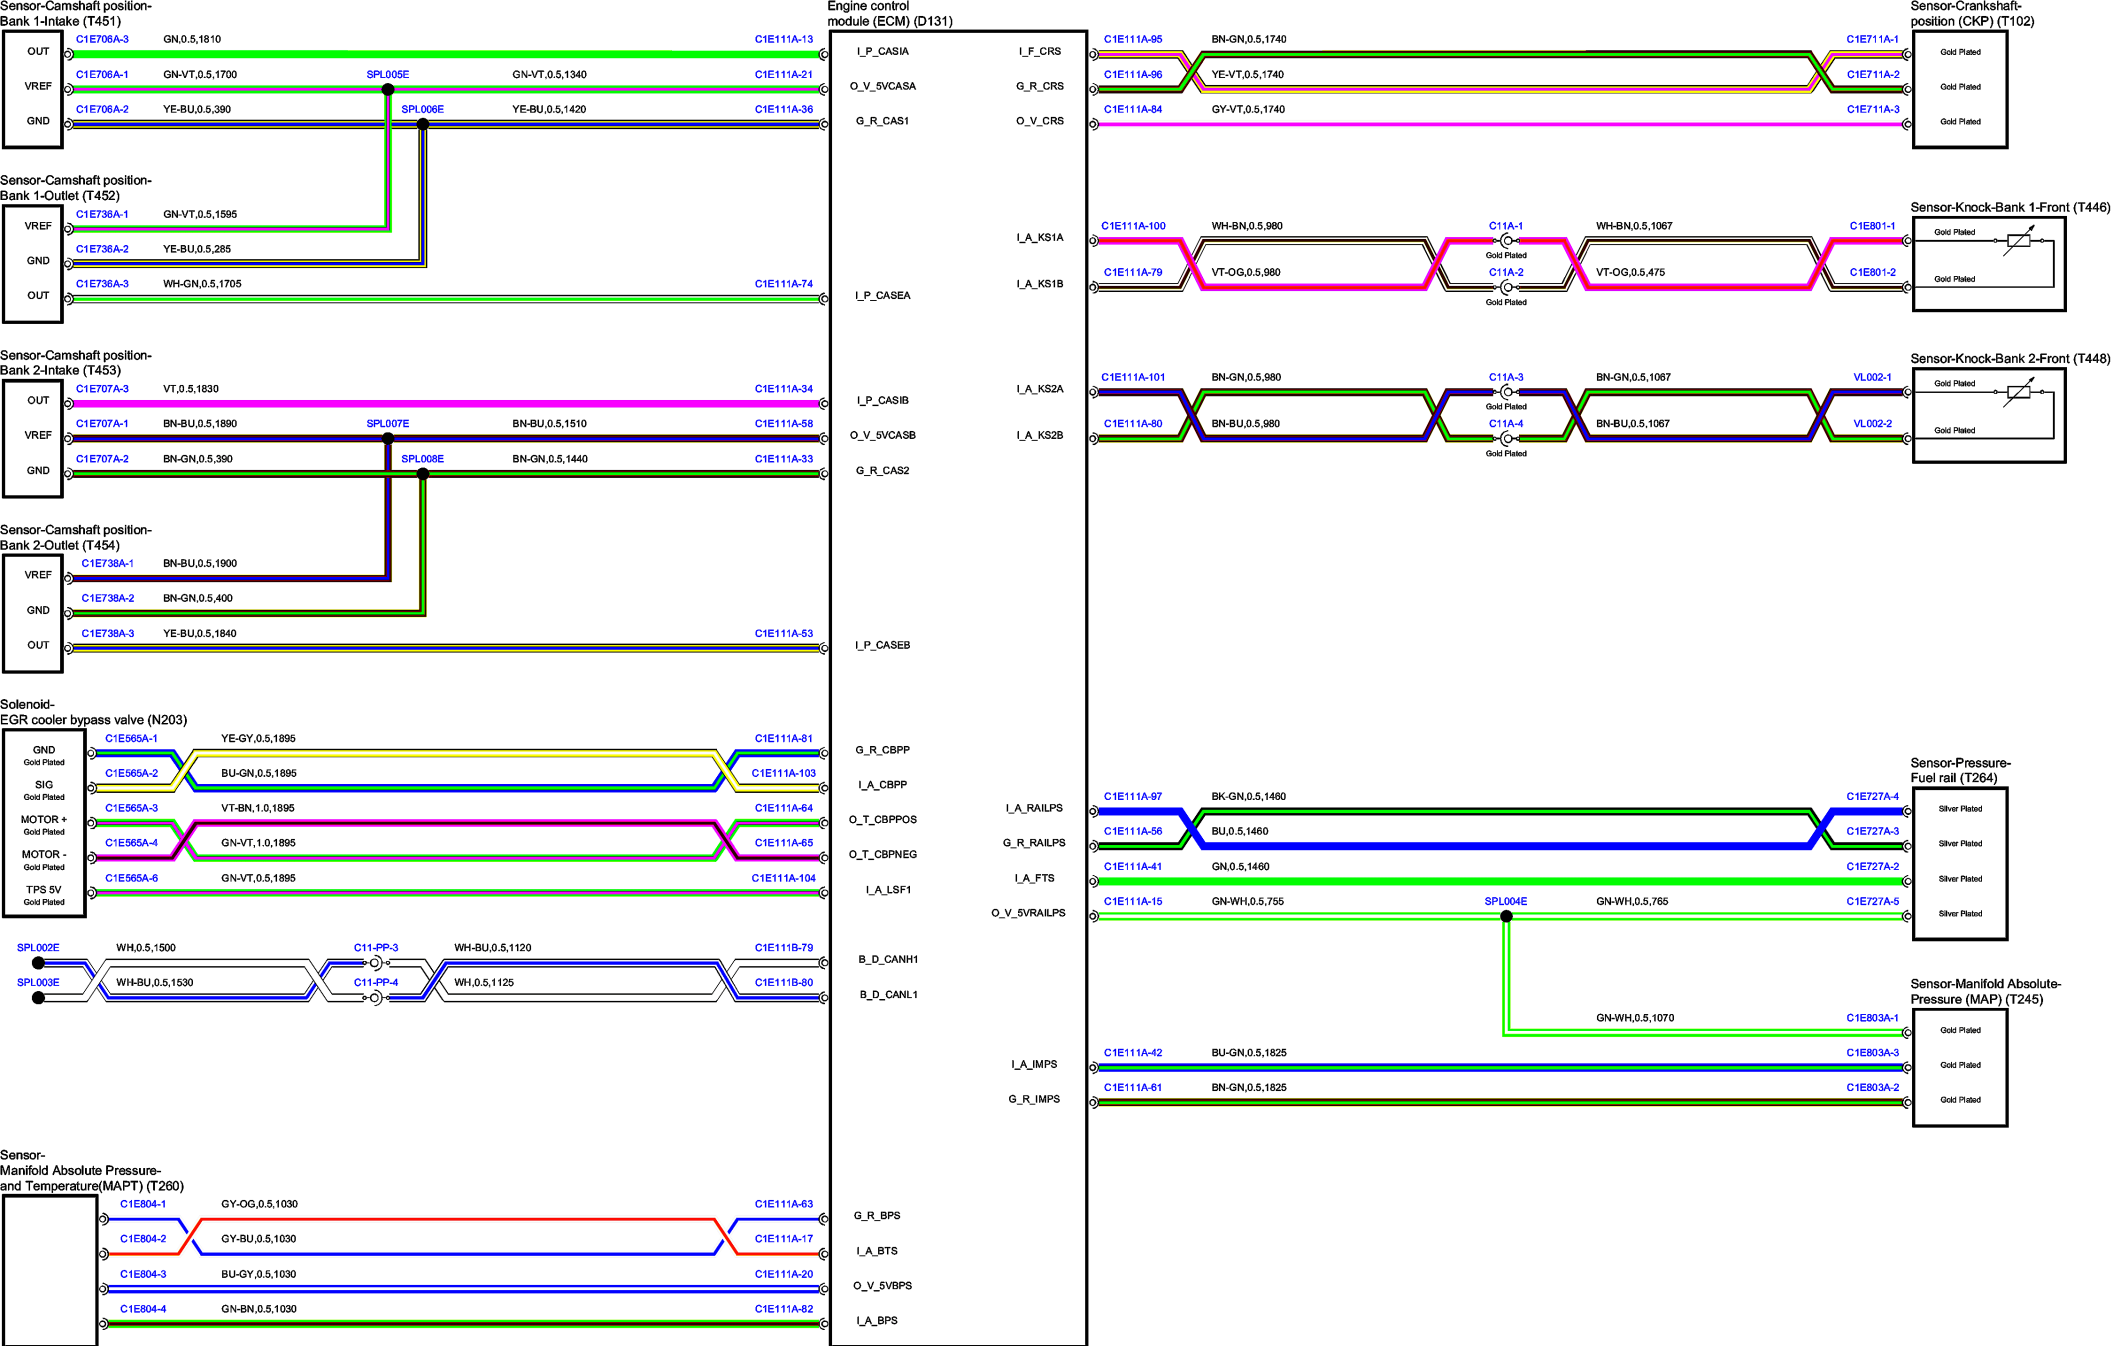 Sensor-Camshaft position-
Bank 1-Intake (T451)
OUT
C1E706A-3
GN,0.5,1810
C1E111A-13
VREF
C1E706A-1
GN-VT,0.5,1700
SPL005E
GN-VT,0.5,1340
C1E111A-21
GND
C1E706A-2
YE-BU,0.5,390
SPL006E
YE-BU,0.5,1420
C1E111A-36
Sensor-Camshaft position-
Bank 1-Outlet (T452)
VREF
C1E736A-1
GN-VT,0.5,1595
GND
C1E736A-2
YE-BU,0.5,285
OUT
C1E736A-3
WH-GN,0.5,1705
C1E111A-74
Sensor-Camshaft position-
Bank 2-Intake (T453)
OUT
C1E707A-3
VT,0.5,1830
C1E111A-34
VREF
C1E707A-1
BN-BU,0.5,1890
SPL007E
BN-BU,0.5,1510
C1E111A-58
GND
C1E707A-2
BN-GN,0.5,390
SPL008E
BN-GN,0.5,1440
C1E111A-33
Sensor-Camshaft position-
Bank 2-Outlet (T454)
VREF
C1E738A-1
BN-BU,0.5,1900
GND
C1E738A-2
BN-GN,0.5,400
OUT
C1E738A-3
YE-BU,0.5,1840
C1E111A-53
Solenoid-
EGR cooler bypass valve (N203)
GND
Gold Plated
C1E565A-1
YE-GY,0.5,1895
C1E111A-81
SIG
Gold Plated
C1E565A-2
BU-GN,0.5,1895
C1E111A-103
MOTOR +
Gold Plated
C1E565A-3
VT-BN,1.0,1895
C1E111A-64
MOTOR -
Gold Plated
C1E565A-4
GN-VT,1.0,1895
C1E111A-65
TPS 5V
Gold Plated
C1E565A-6
GN-VT,0.5,1895
C1E111A-104
SPL002E
WH,0.5,1500
C11-PP-3
WH-BU,0.5,1120
C1E111B-79
SPL003E
WH-BU,0.5,1530
C11-PP-4
WH,0.5,1125
C1E111B-80
Sensor-
Manifold Absolute Pressure-
and Temperature(MAPT) (T260)
C1E804-1
GY-OG,0.5,1030
C1E111A-63
C1E804-2
GY-BU,0.5,1030
C1E111A-17
C1E804-3
BU-GY,0.5,1030
C1E111A-20
C1E804-4
GN-BN,0.5,1030
C1E111A-82
Engine control
module (ECM) (D131)
I_P_CASIA
O_V_5VCASA
G_R_CAS1
I_P_CASEA
I_P_CASIB
O_V_5VCASB
G_R_CAS2
I_P_CASEB
G_R_CBPP
I_A_CBPP
O_T_CBPPOS
O_T_CBPNEG
I_A_LSF1
B_D_CANH1
B_D_CANL1
G_R_BPS
I_A_BTS
O_V_5VBPS
I_A_BPS
I_F_CRS
G_R_CRS
O_V_CRS
I_A_KS1A
I_A_KS1B
I_A_KS2A
I_A_KS2B
I_A_RAILPS
G_R_RAILPS
I_A_FTS
O_V_5VRAILPS
I_A_IMPS
G_R_IMPS
Sensor-Crankshaft-
position (CKP) (T102)
C1E111A-95
BN-GN,0.5,1740
C1E711A-1
Gold Plated
C1E111A-96
YE-VT,0.5,1740
C1E711A-2
Gold Plated
C1E111A-84
GY-VT,0.5,1740
C1E711A-3
Gold Plated
Sensor-Knock-Bank 1-Front (T446)
C1E111A-100
WH-BN,0.5,980
C11A-1
Gold Plated
WH-BN,0.5,1067
C1E801-1
Gold Plated
C1E111A-79
VT-OG,0.5,980
C11A-2
Gold Plated
VT-OG,0.5,475
C1E801-2
Gold Plated
Sensor-Knock-Bank 2-Front (T448)
C1E111A-101
BN-GN,0.5,980
C11A-3
Gold Plated
BN-GN,0.5,1067
VL002-1
Gold Plated
C1E111A-80
BN-BU,0.5,980
C11A-4
Gold Plated
BN-BU,0.5,1067
VL002-2
Gold Plated
Sensor-Pressure-
Fuel rail (T264)
C1E111A-97
BK-GN,0.5,1460
C1E727A-4
Silver Plated
C1E111A-56
BU,0.5,1460
C1E727A-3
Silver Plated
C1E111A-41
GN,0.5,1460
C1E727A-2
Silver Plated
C1E111A-15
GN-WH,0.5,755
SPL004E
GN-WH,0.5,765
C1E727A-5
Silver Plated
Sensor-Manifold Absolute-
Pressure (MAP) (T245)
GN-WH,0.5,1070
C1E803A-1
Gold Plated
C1E111A-42
BU-GN,0.5,1825
C1E803A-3
Gold Plated
C1E111A-61
BN-GN,0.5,1825
C1E803A-2
Gold Plated